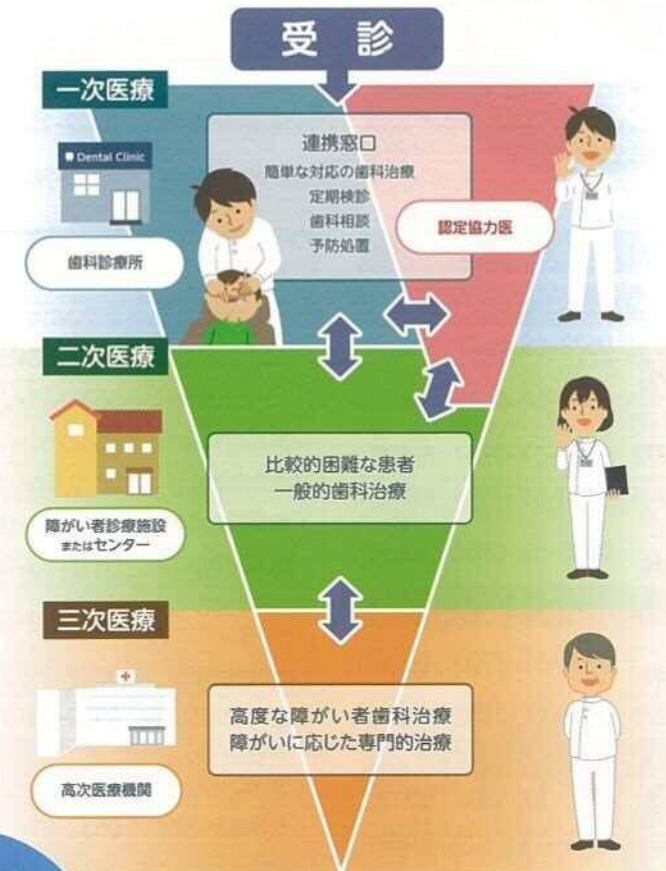 受 診
一次医療
Dental Clinic
歯科診療所
連携窓口
簡単な対応の歯科治療
定期検診
歯科相談
予防処置
認定協力医
二次医療
障がい者診療施設
またはセンター
比較的困難な患者
一般的歯科治療
三次医療
高次医療機関
高度な障がい者歯科治療
障がいに応じた専門的治療